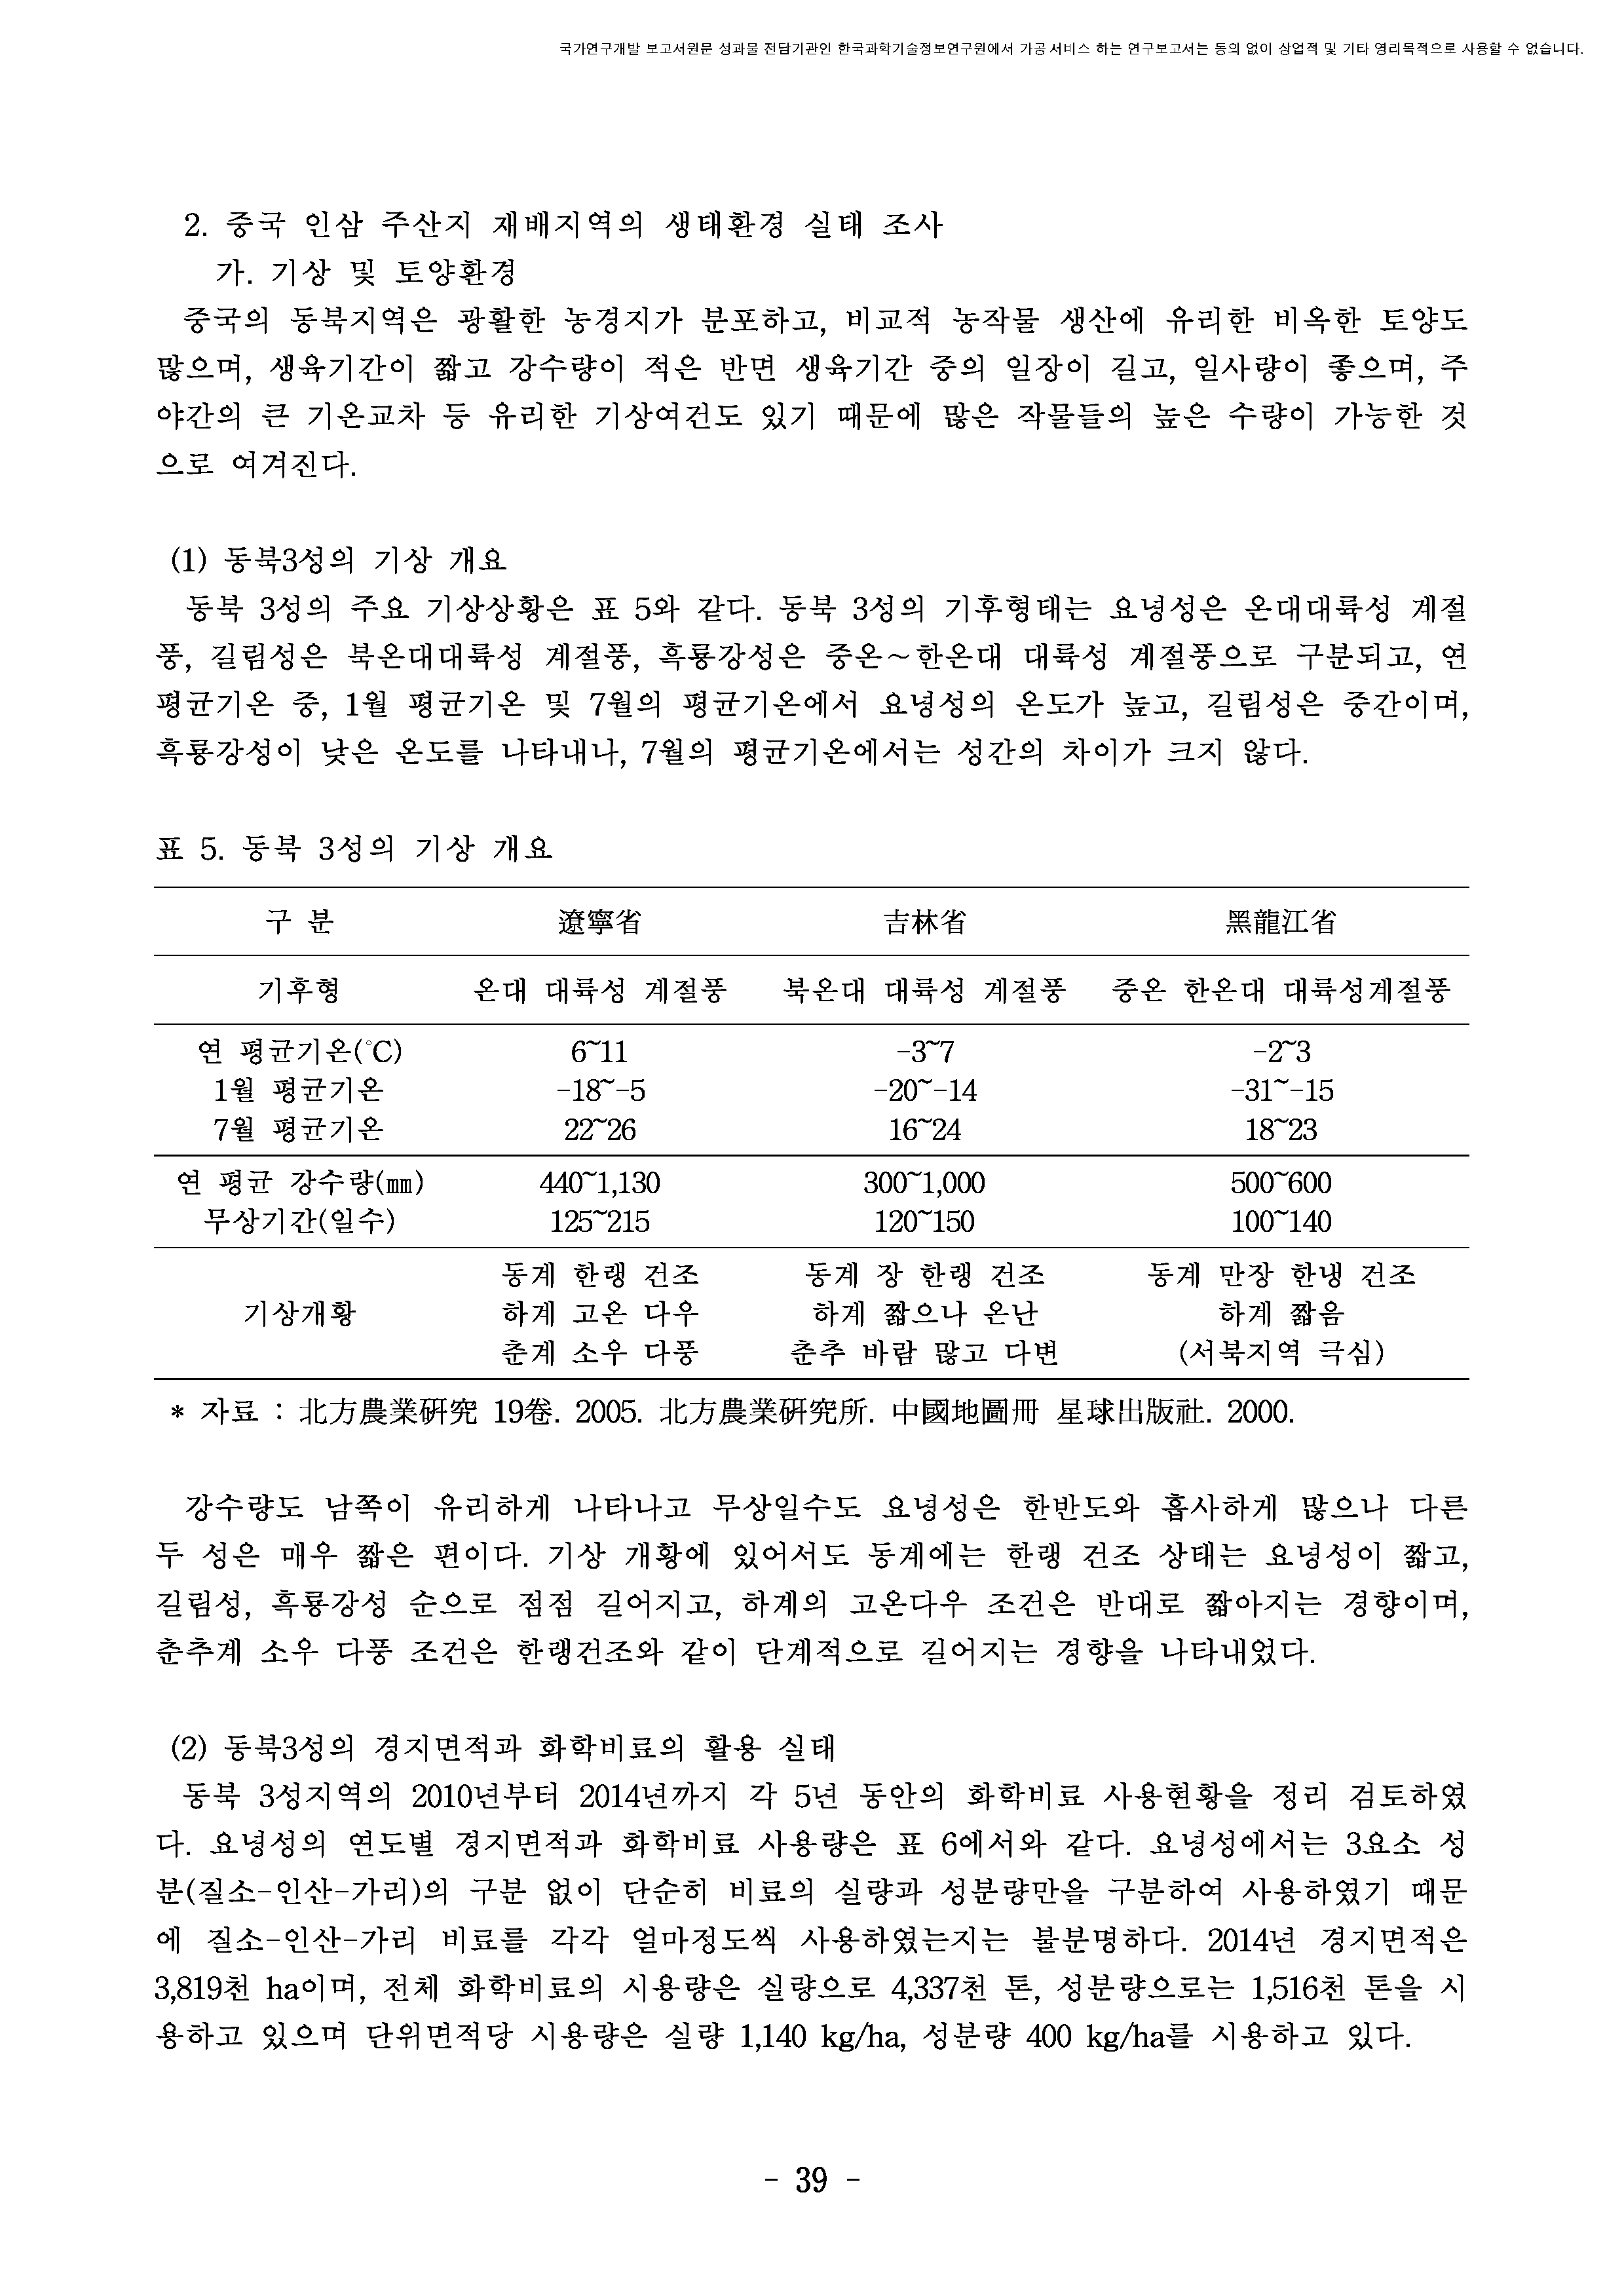 국가연구개발 보고서원문 성과물 전담기관인 한국과학기술정보연구원에서 가공·서비스 하는 연구보고서는 동의 없이 상업적 및 기타 영리목적으로 사용할 수 없습니다.
2. 중국 인삼 주산지 재배지역의 생태환경 실태 조사
가. 기상 및 토양환경
중국의 동북지역은 광활한 농경지가 분포하고, 비교적 농작물 생산에 유리한 비옥한 토양도
많으며, 생육기간이 짧고 강수량이 적은 반면 생육기간 중의 일장이 길고, 일사량이 좋으며, 주
야간의 큰 기온교차 등 유리한 기상여건도 있기 때문에 많은 작물들의 높은 수량이 가능한 것
으로 여겨진다.
(1) 동북3성의 기상 개요
동북 3성의 주요 기상상황은 표 5와 같다. 동북 3성의 기후형태는 요녕성은 온대대륙성 계절
풍, 길림성은 북온대대륙성 계절풍, 흑룡강성은 중온～한온대 대륙성 계절풍으로 구분되고, 연
평균기온 중, 1월 평균기온 및 7월의 평균기온에서 요녕성의 온도가 높고, 길림성은 중간이며,
흑룡강성이 낮은 온도를 나타내나, 7월의 평균기온에서는 성간의 차이가 크지 않다.
표 5. 동북 3성의 기상 개요
구 분 遼寧省 吉林省 黑龍江省
기후형 온대 대륙성 계절풍 북온대 대륙성 계절풍 중온 한온대 대륙성계절풍
연 평균기온(℃) 6~11 -3~7 -2~3
1월 평균기온 -18~-5 -20~-14 -31~-15
7월 평균기온 22~26 16~24 18~23
연 평균 강수량(㎜) 440~1,130 300~1,000 500~600
무상기간(일수) 125~215 120~150 100~140
동계 한랭 건조 동계 장 한랭 건조 동계 만장 한냉 건조
기상개황 하계 고온 다우 하계 짧으나 온난 하계 짧음
춘계 소우 다풍 춘추 바람 많고 다변 (서북지역 극심)
* 자료 : 北方農業硏究 19卷. 2005. 北方農業硏究所. 中國地圖冊 星球出版社. 2000.
강수량도 남쪽이 유리하게 나타나고 무상일수도 요녕성은 한반도와 흡사하게 많으나 다른
두 성은 매우 짧은 편이다. 기상 개황에 있어서도 동계에는 한랭 건조 상태는 요녕성이 짧고,
길림성, 흑룡강성 순으로 점점 길어지고, 하계의 고온다우 조건은 반대로 짧아지는 경향이며,
춘추계 소우 다풍 조건은 한랭건조와 같이 단계적으로 길어지는 경향을 나타내었다.
(2) 동북3성의 경지면적과 화학비료의 활용 실태
동북 3성지역의 2010년부터 2014년까지 각 5년 동안의 화학비료 사용현황을 정리 검토하였
다. 요녕성의 연도별 경지면적과 화학비료 사용량은 표 6에서와 같다. 요녕성에서는 3요소 성
분(질소-인산-가리)의 구분 없이 단순히 비료의 실량과 성분량만을 구분하여 사용하였기 때문
에 질소-인산-가리 비료를 각각 얼마정도씩 사용하였는지는 불분명하다. 2014년 경지면적은
3,819천 ha이며, 전체 화학비료의 시용량은 실량으로 4,337천 톤, 성분량으로는 1,516천 톤을 시
용하고 있으며 단위면적당 시용량은 실량 1,140 kg/ha, 성분량 400 kg/ha를 시용하고 있다.
- 39 -